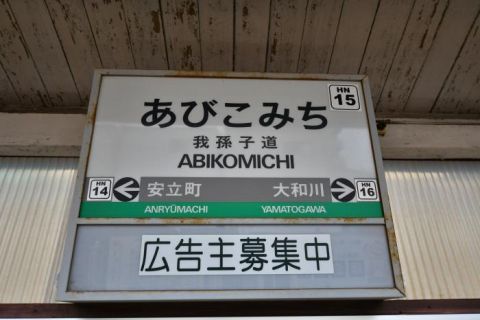 HN
15
あびこみち
我孫子道
ABIKOMICHI
HN 14 安立町 大和川 HN 16
ANRYŪMACHI YAMATOGAWA
広告主募集中